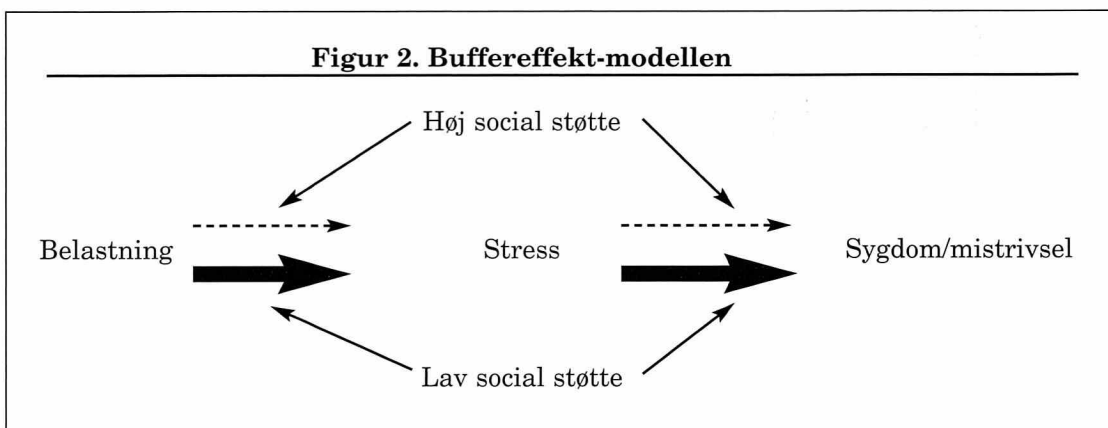 Figur 2. Buffereffekt-modellen
Høj social støtte
Belastning Stress Sygdom/mistrivsel
Lav social støtte